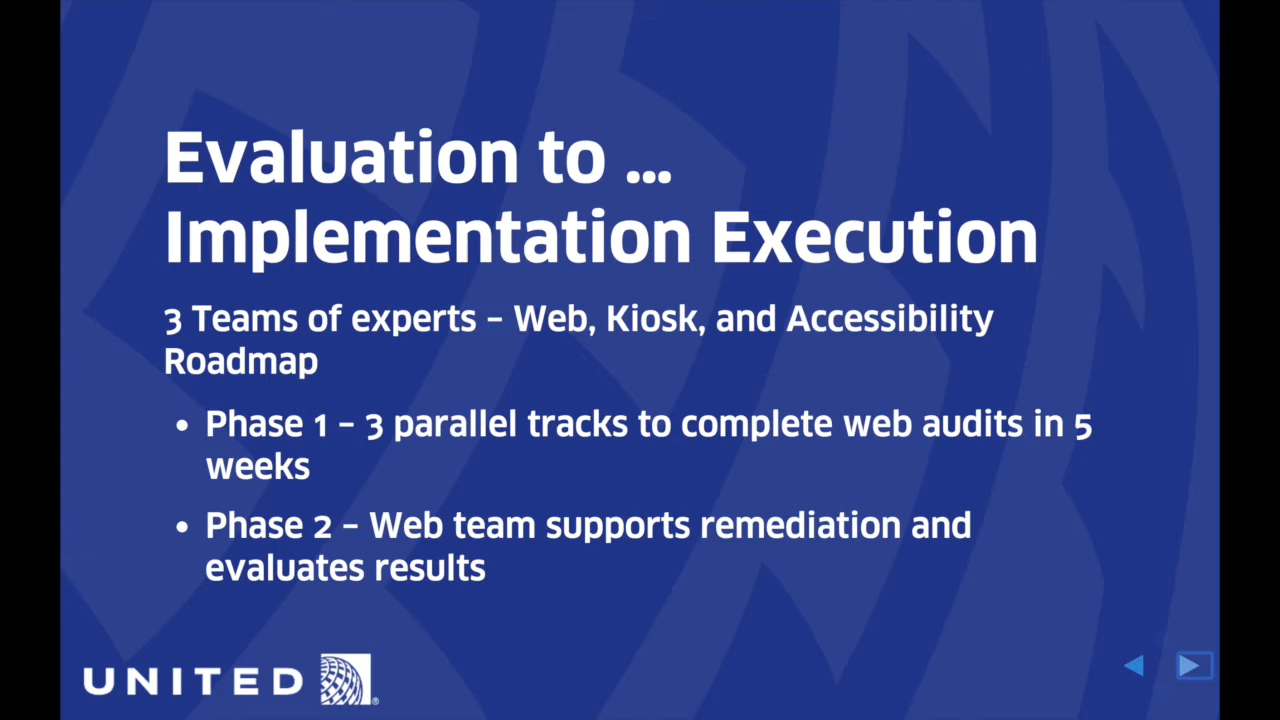 Evaluation to ...
Implementation Execution
3 Teams of experts – Web, Kiosk, and Accessibility
Roadmap
• Phase 1 – 3 parallel tracks to complete web audits in 5
weeks
• Phase 2 – Web team supports remediation and
evaluates results
UNITED ®